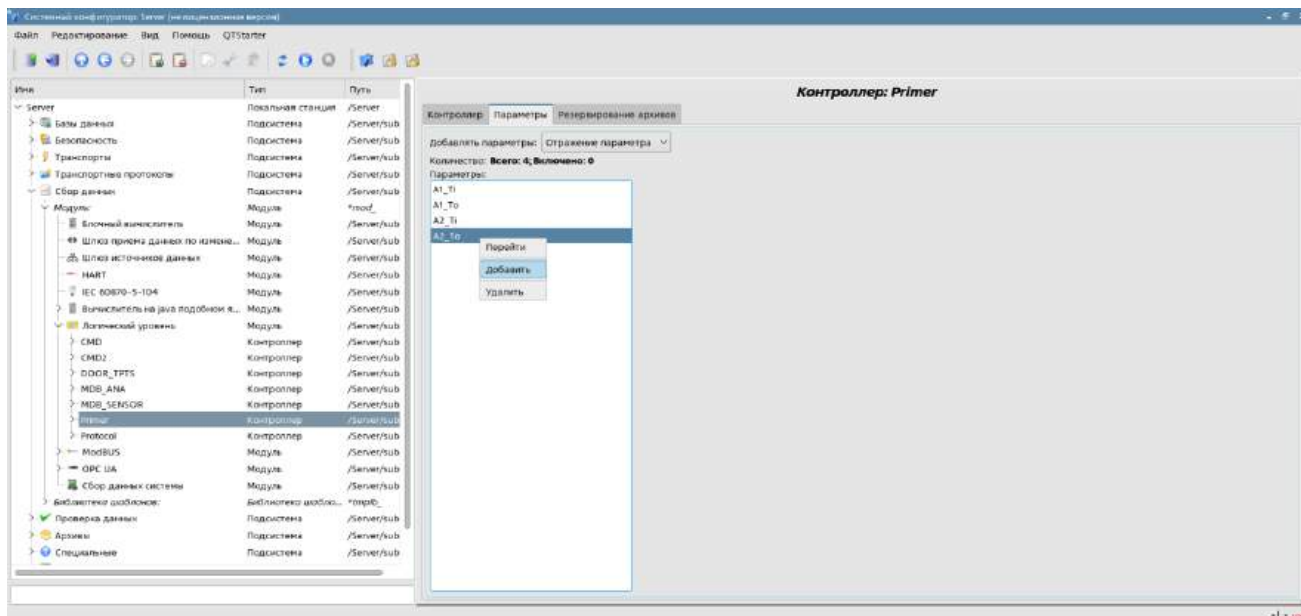 Системный конфигуратор: Server (не лицензионная версия)
Файл Редактирование Вид Помощь QTStarter
Имя Тип Путь
Server Локальная станция /Server
Базы данных Подсистема /Server/sub
Безопасность Подсистема /Server/sub
Транспорты Подсистема /Server/sub
Транспортные протоколы Подсистема /Server/sub
Сбор данных Подсистема /Server/sub
Модуль: Модуль *mod_
Блочный вычислитель Модуль /Server/sub
Шлюз приема данных по измене... Модуль /Server/sub
Шлюз источников данных Модуль /Server/sub
HART Модуль /Server/sub
IEC 60870-5-104 Модуль /Server/sub
Вычислитель на java подобном я... Модуль /Server/sub
Логический уровень Модуль /Server/sub
CMD Контроллер /Server/sub
CMD2 Контроллер /Server/sub
DOOR_TPTS Контроллер /Server/sub
MDB_ANA Контроллер /Server/sub
MDB_SENSOR Контроллер /Server/sub
Primer Контроллер /Server/sub
Protocol Контроллер /Server/sub
ModBUS Модуль /Server/sub
OPC UA Модуль /Server/sub
Сбор данных системы Модуль /Server/sub
Библиотека шаблонов: Библиотека шабло... *tmplb_
Проверка данных Подсистема /Server/sub
Архивы Подсистема /Server/sub
Специальные Подсистема /Server/sub
Контроллер: Primer
Контроллер Параметры Резервирование архивов
Добавлять параметры: Отражение параметра
Количество: Всего: 4; Включено: 0
Параметры:
A1_Ti
A1_To
A2_Ti
A2_To
Перейти
Добавить
Удалить